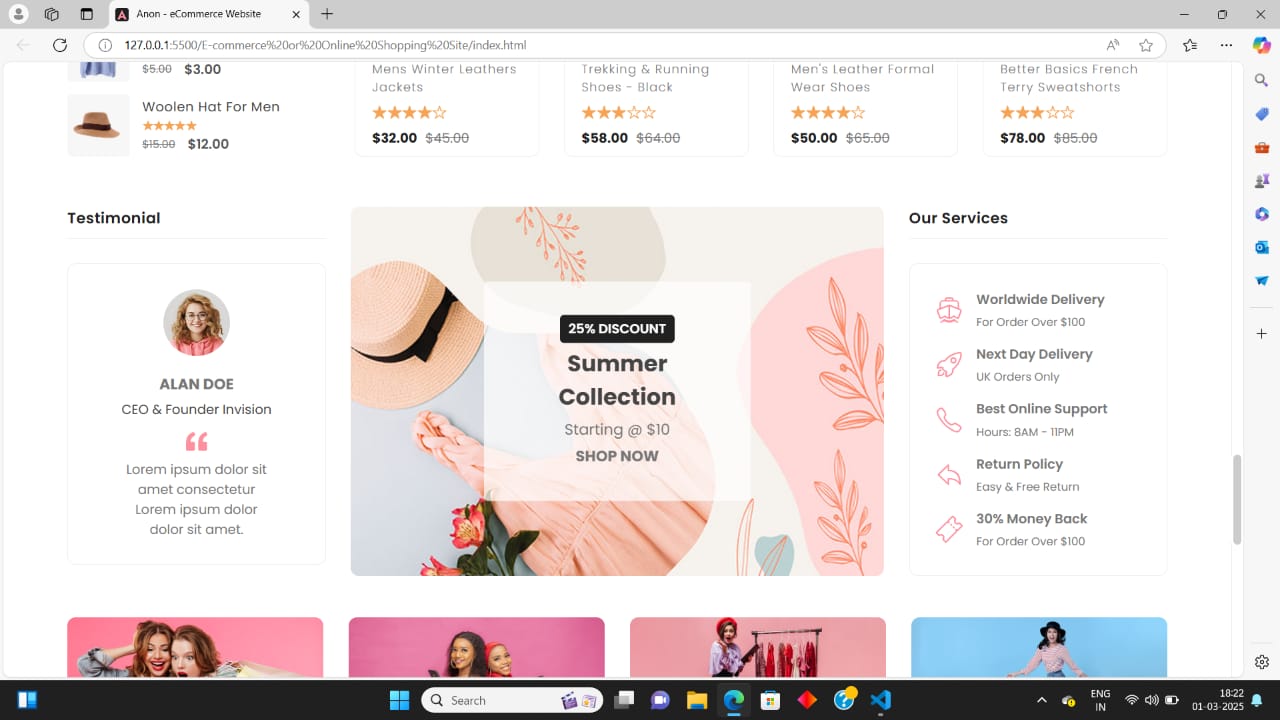 Anon - eCommerce Website
127.0.0.1:5500/E-commerce%20or%20Online%20Shopping%20Site/index.html
$5.00 $3.00
Woolen Hat For Men
$15.00 $12.00
Mens Winter Leathers
Jackets
$32.00 $45.00
Trekking & Running
Shoes - Black
$58.00 $64.00
Men's Leather Formal
Wear Shoes
$50.00 $65.00
Better Basics French
Terry Sweatshorts
$78.00 $85.00
Testimonial
ALAN DOE
CEO & Founder Invision
Lorem ipsum dolor sit
amet consectetur
Lorem ipsum dolor
dolor sit amet.
25% DISCOUNT
Summer
Collection
Starting @ $10
SHOP NOW
Our Services
Worldwide Delivery
For Order Over $100
Next Day Delivery
UK Orders Only
Best Online Support
Hours: 8AM - 11PM
Return Policy
Easy & Free Return
30% Money Back
For Order Over $100
Search
ENG
IN
18:22
01-03-2025